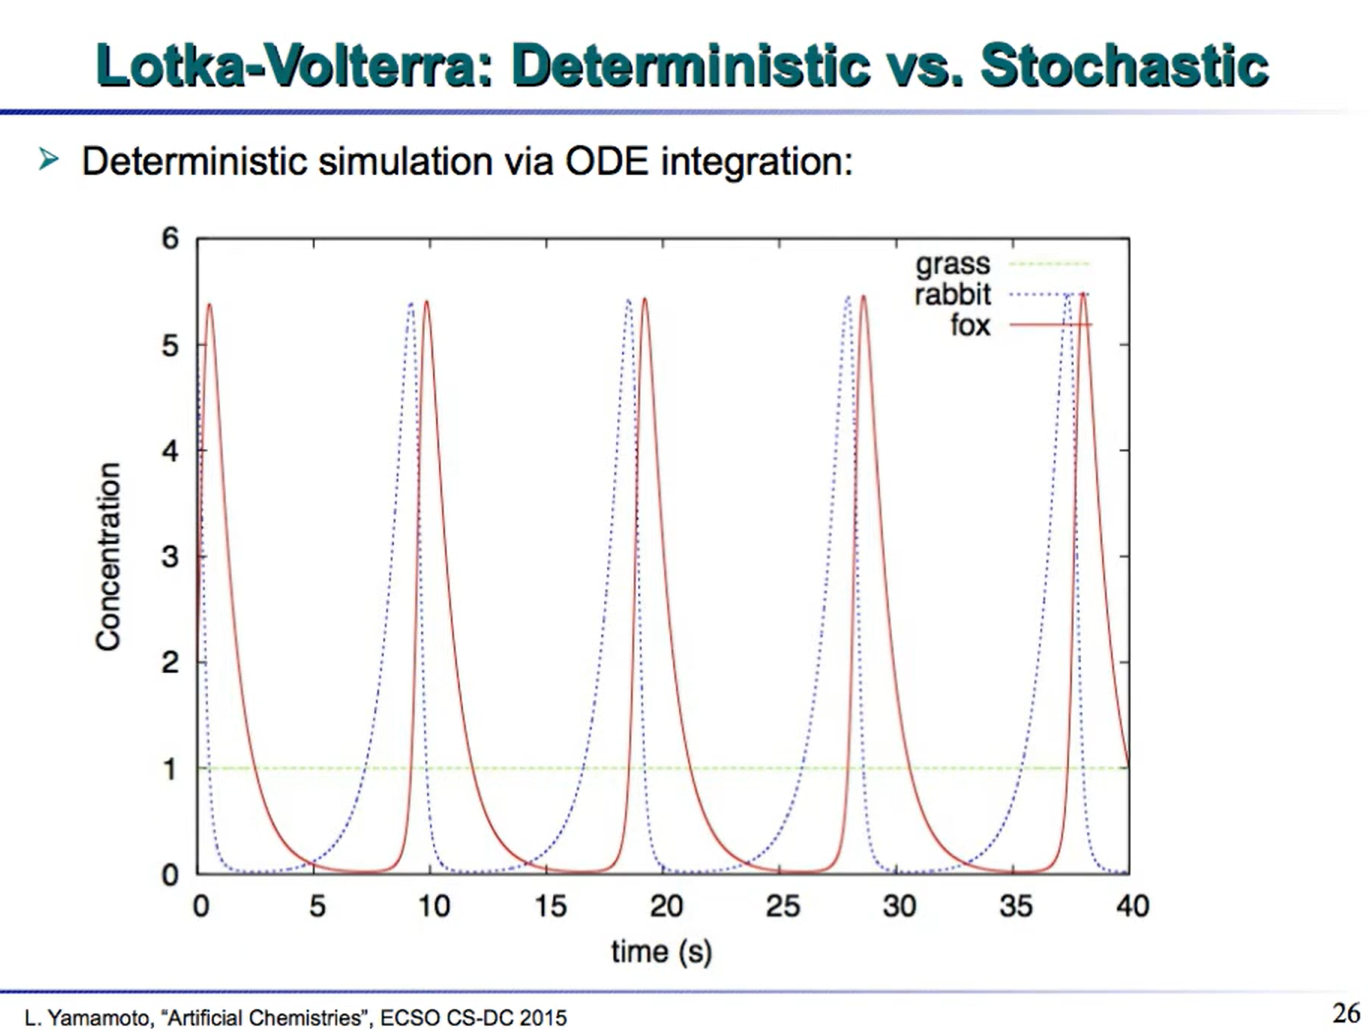 Lotka-Volterra: Deterministic vs. Stochastic
➢ Deterministic simulation via ODE integration:
grass
rabbit
fox
6
5
4
3
2
1
0
Concentration
0 5 10 15 20 25 30 35 40
time (s)
L. Yamamoto, “Artificial Chemistries”, ECSO CS-DC 2015
26